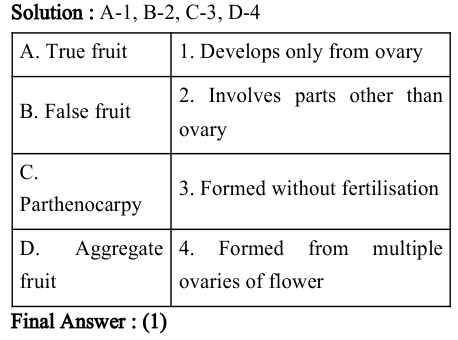 Solution : A-1, B-2, C-3, D-4
A. True fruit
1. Develops only from ovary
B. False fruit
2. Involves parts other than
ovary
C.
Parthenocarpy
3. Formed without fertilisation
D. Aggregate
fruit
4. Formed from multiple
ovaries of flower
Final Answer : (1)